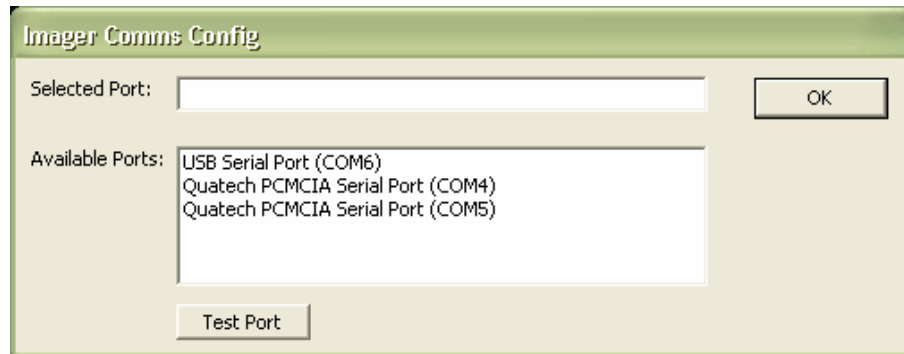 Imager Comms Config
Selected Port:
OK
Available Ports:
USB Serial Port (COM6)
Quatech PCMCIA Serial Port (COM4)
Quatech PCMCIA Serial Port (COM5)
Test Port